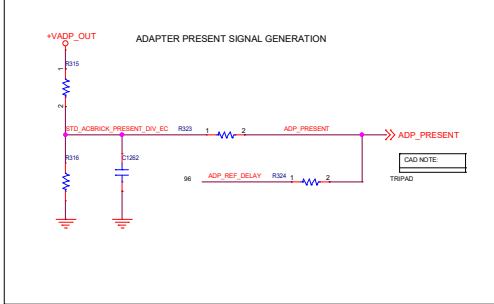 +VADP_OUT
ADAPTER PRESENT SIGNAL GENERATION
R315
1
2
STD_ACBRICK_PRESENT_DIV_EC
R323
1
2
ADP_PRESENT
ADP_PRESENT
R316
C1262
CAD NOTE:
TRIPAD
96
ADP_REF_DELAY
R324
1
2